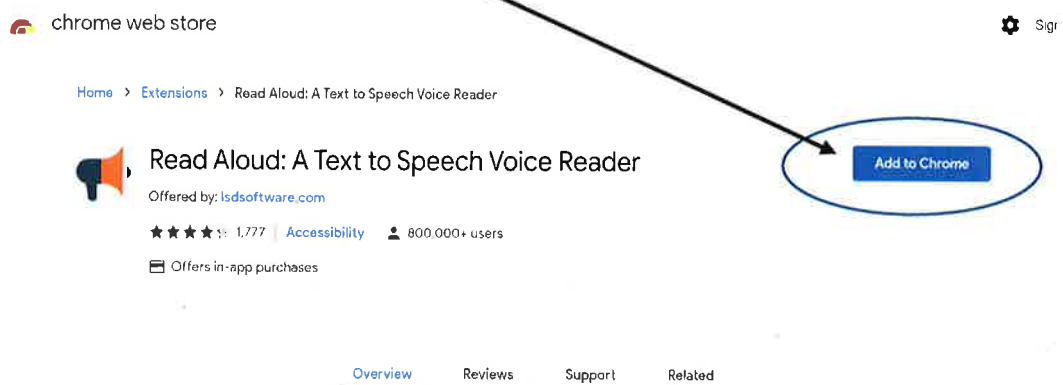 chrome web store
Sigr
Home > Extensions > Read Aloud: A Text to Speech Voice Reader
Read Aloud: A Text to Speech Voice Reader
Add to Chrome
Offered by: lsdsoftware.com
1,777 Accessibility 800,000+ users
Offers in-app purchases
Overview Reviews Support Related